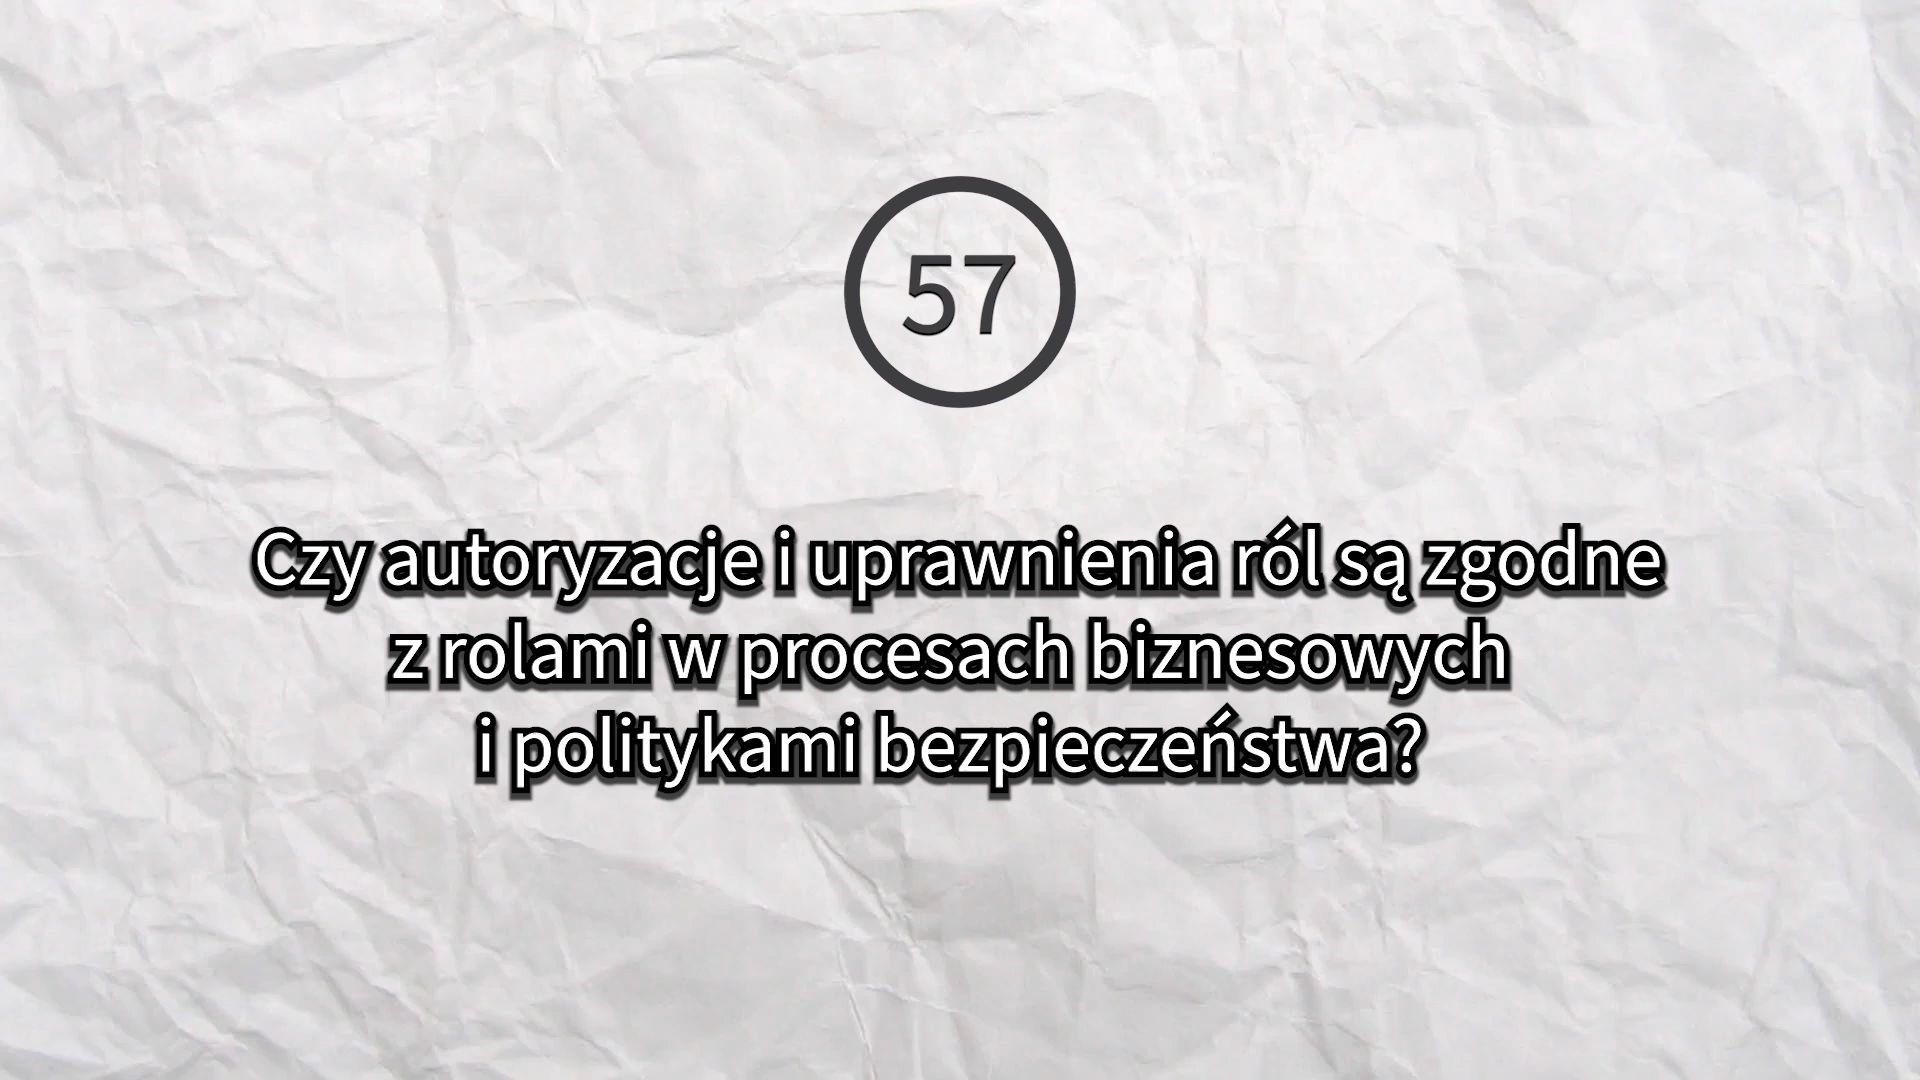 57
Czy autoryzacje i uprawnienia ról są zgodne
z rolami w procesach biznesowych
i politykami bezpieczeństwa?